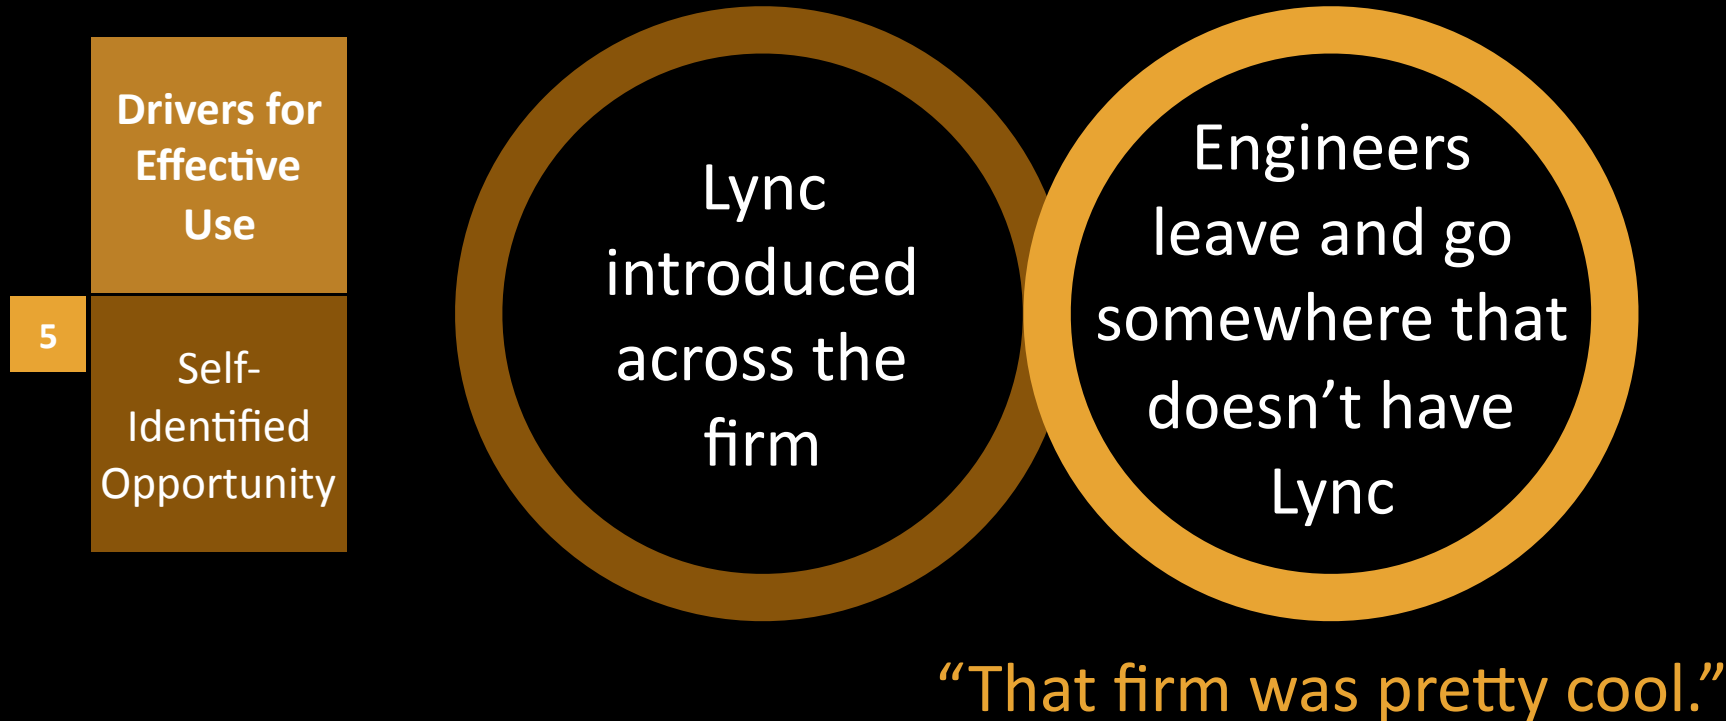 Drivers for
Effective
Use
5
Self-
Identified
Opportunity
Lync
introduced
across the
firm
Engineers
leave and go
somewhere that
doesn’t have
Lync
“That firm was pretty cool.”